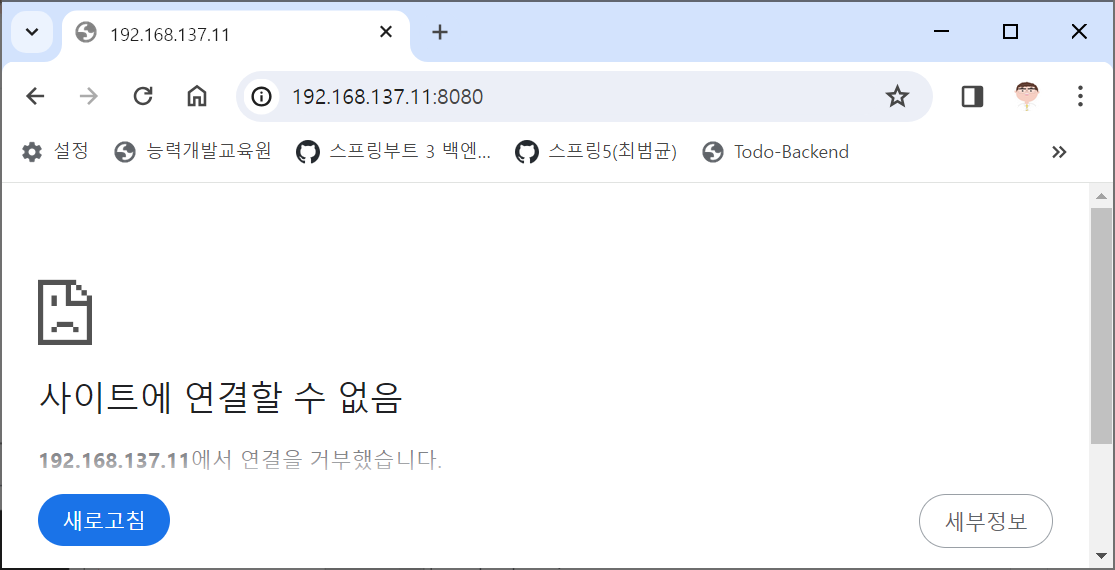 192.168.137.11
192.168.137.11:8080
설정 능력개발교육원 스프링부트 3 백엔... 스프링5(최범균) Todo-Backend
사이트에 연결할 수 없음
192.168.137.11에서 연결을 거부했습니다.
새로고침 세부정보